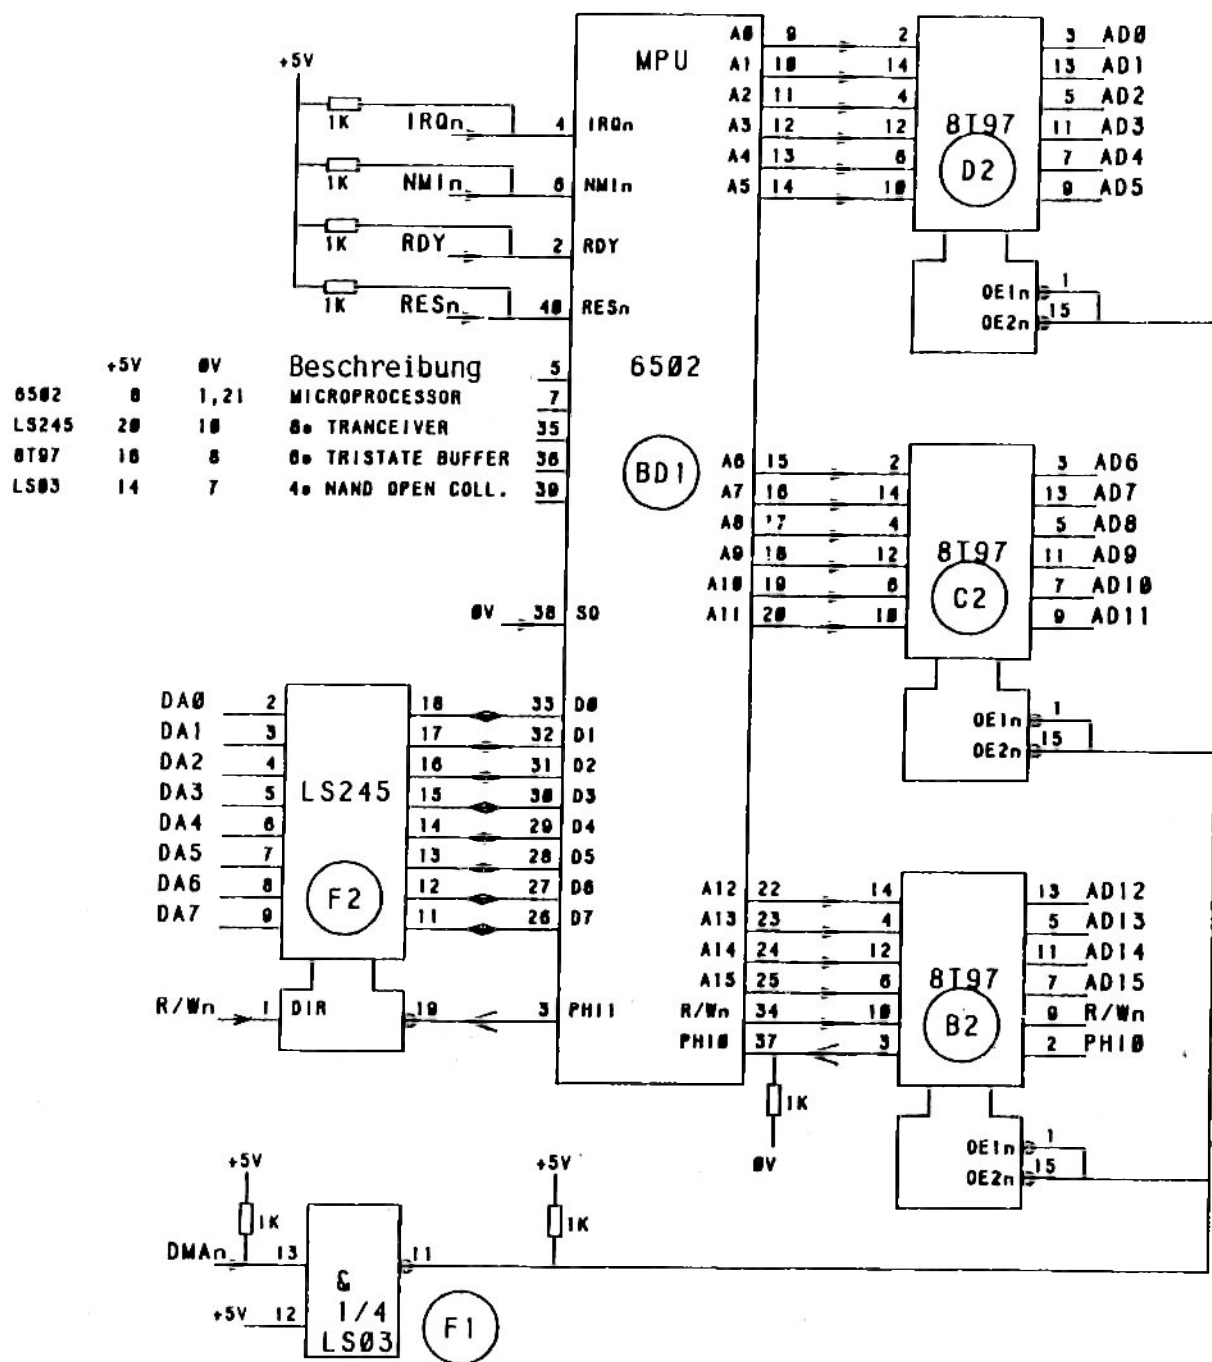 MPU
6502
BD1
+5V
1K IRQn 4 IRQn
1K NMIn 6 NMIn
1K RDY 2 RDY
1K RESn 40 RESn
+5V 0V Beschreibung 5
6502 8 1,21 MICROPROCESSOR 7
LS245 20 10 8* TRANCEIVER 35
8T97 16 8 6* TRISTATE BUFFER 36
LS03 14 7 4* NAND OPEN COLL. 39
0V 38 SO
A0 9 2 3 AD0
A1 10 14 13 AD1
A2 11 4 5 AD2
A3 12 12 11 AD3
A4 13 6 7 AD4
A5 14 10 9 AD5
8T97
D2
OE1n 1
OE2n 15
A6 15 2 3 AD6
A7 16 14 13 AD7
A8 17 4 5 AD8
A9 18 12 11 AD9
A10 19 6 7 AD10
A11 20 10 9 AD11
8T97
C2
OE1n 1
OE2n 15
DA0 2 18 33 D0
DA1 3 17 32 D1
DA2 4 16 31 D2
DA3 5 15 30 D3
DA4 6 14 29 D4
DA5 7 13 28 D5
DA6 8 12 27 D6
DA7 9 11 26 D7
LS245
F2
R/Wn 1 DIR 19 3 PHI1
A12 22 14 13 AD12
A13 23 4 5 AD13
A14 24 12 11 AD14
A15 25 6 7 AD15
R/Wn 34 10 9 R/Wn
PHI0 37 3 2 PHI0
8T97
B2
1K
0V
OE1n 1
OE2n 15
+5V +5V
1K 1K
DMAn 13 11
+5V 12
&
1/4
LS03
F1